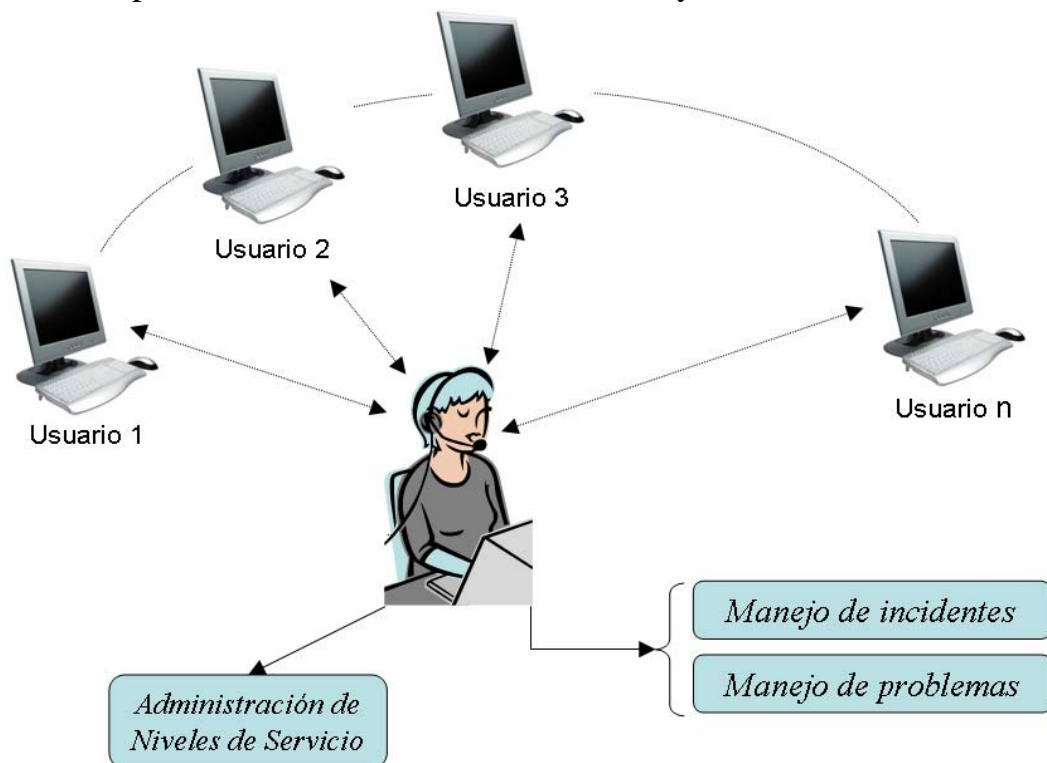 Usuario 3
Usuario 2
Usuario n
Usuario 1
Manejo de incidentes
Manejo de problemas
Administración de
Niveles de Servicio